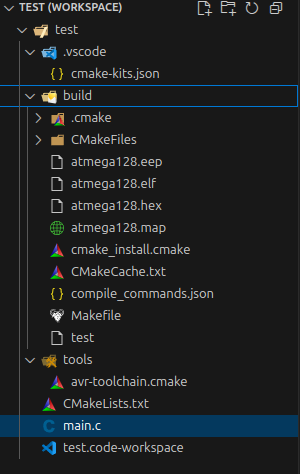 TEST (WORKSPACE)
test
.vscode
{} cmake-kits.json
build
.cmake
CMakeFiles
atmega128.eep
atmega128.elf
atmega128.hex
atmega128.map
cmake_install.cmake
CMakeCache.txt
{} compile_commands.json
Makefile
test
tools
avr-toolchain.cmake
CMakeLists.txt
C main.c
test.code-workspace